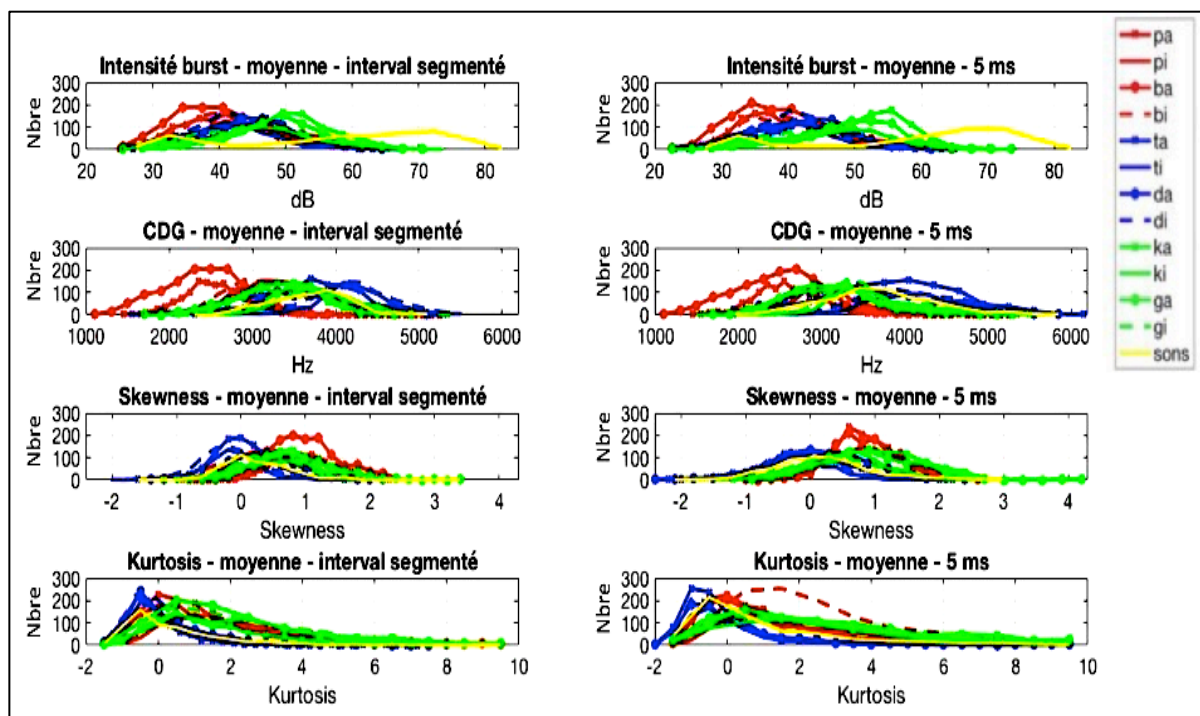 Intensité burst - moyenne - interval segmenté
Nbre
300
200
100
0
20 30 40 50 60 70 80
dB
Intensité burst - moyenne - 5 ms
Nbre
300
200
100
0
20 30 40 50 60 70 80
dB
CDG - moyenne - interval segmenté
Nbre
300
200
100
0
1100 2000 3000 4000 5000 6000
Hz
CDG - moyenne - 5 ms
Nbre
300
200
100
0
1100 2000 3000 4000 5000 6000
Hz
Skewness - moyenne - interval segmenté
Nbre
300
200
100
0
-2 -1 0 1 2 3 4
Skewness
Skewness - moyenne - 5 ms
Nbre
300
200
100
0
-2 -1 0 1 2 3 4
Skewness
Kurtosis - moyenne - interval segmenté
Nbre
300
200
100
0
-2 0 2 4 6 8 10
Kurtosis
Kurtosis - moyenne - 5 ms
Nbre
300
200
100
0
-2 0 2 4 6 8 10
Kurtosis
pa
pi
ba
bi
ta
ti
da
di
ka
ki
ga
gi
sons